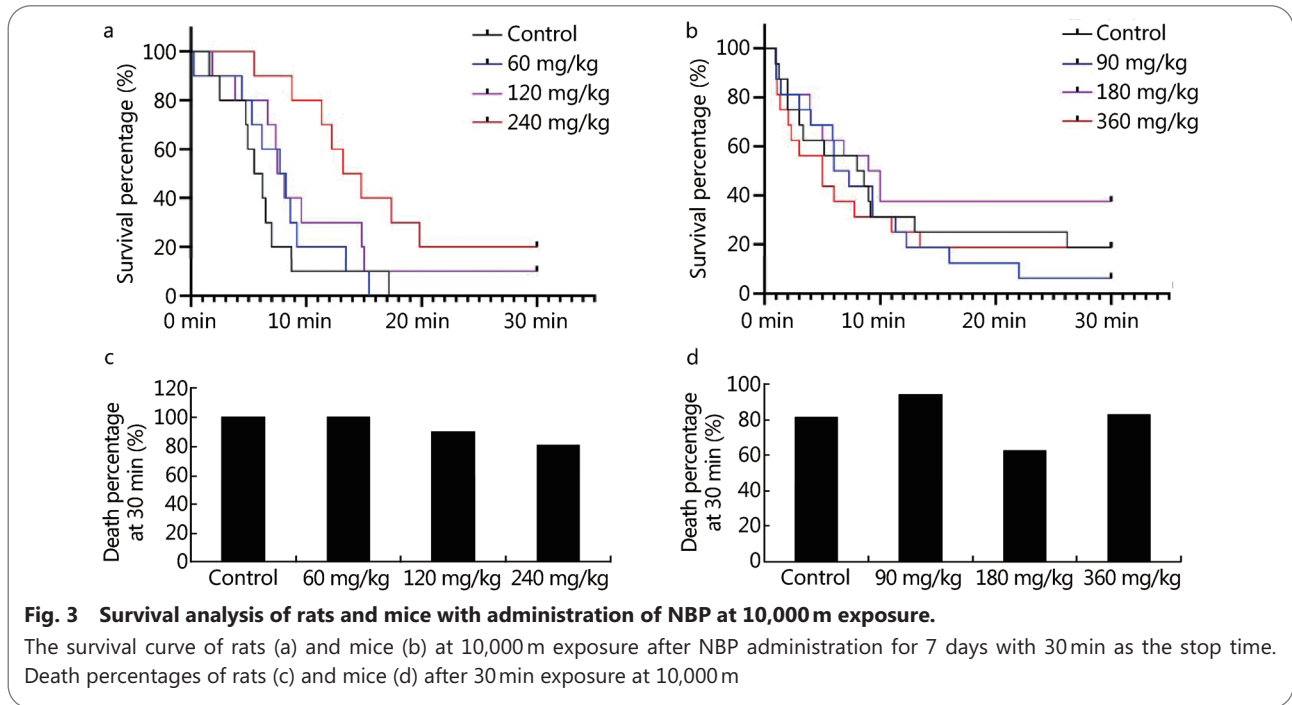 a
Control
60 mg/kg
120 mg/kg
240 mg/kg
Survival percentage (%)
100
80
60
40
20
0
0 min 10 min 20 min 30 min
b
Control
90 mg/kg
180 mg/kg
360 mg/kg
Survival percentage (%)
100
80
60
40
20
0
0 min 10 min 20 min 30 min
c
Death percentage
at 30 min (%)
120
100
80
60
40
20
0
Control 60 mg/kg 120 mg/kg 240 mg/kg
d
Death percentage
at 30 min (%)
100
80
60
40
20
0
Control 90 mg/kg 180 mg/kg 360 mg/kg
Fig. 3 Survival analysis of rats and mice with administration of NBP at 10,000 m exposure.
The survival curve of rats (a) and mice (b) at 10,000 m exposure after NBP administration for 7 days with 30 min as the stop time.
Death percentages of rats (c) and mice (d) after 30 min exposure at 10,000 m